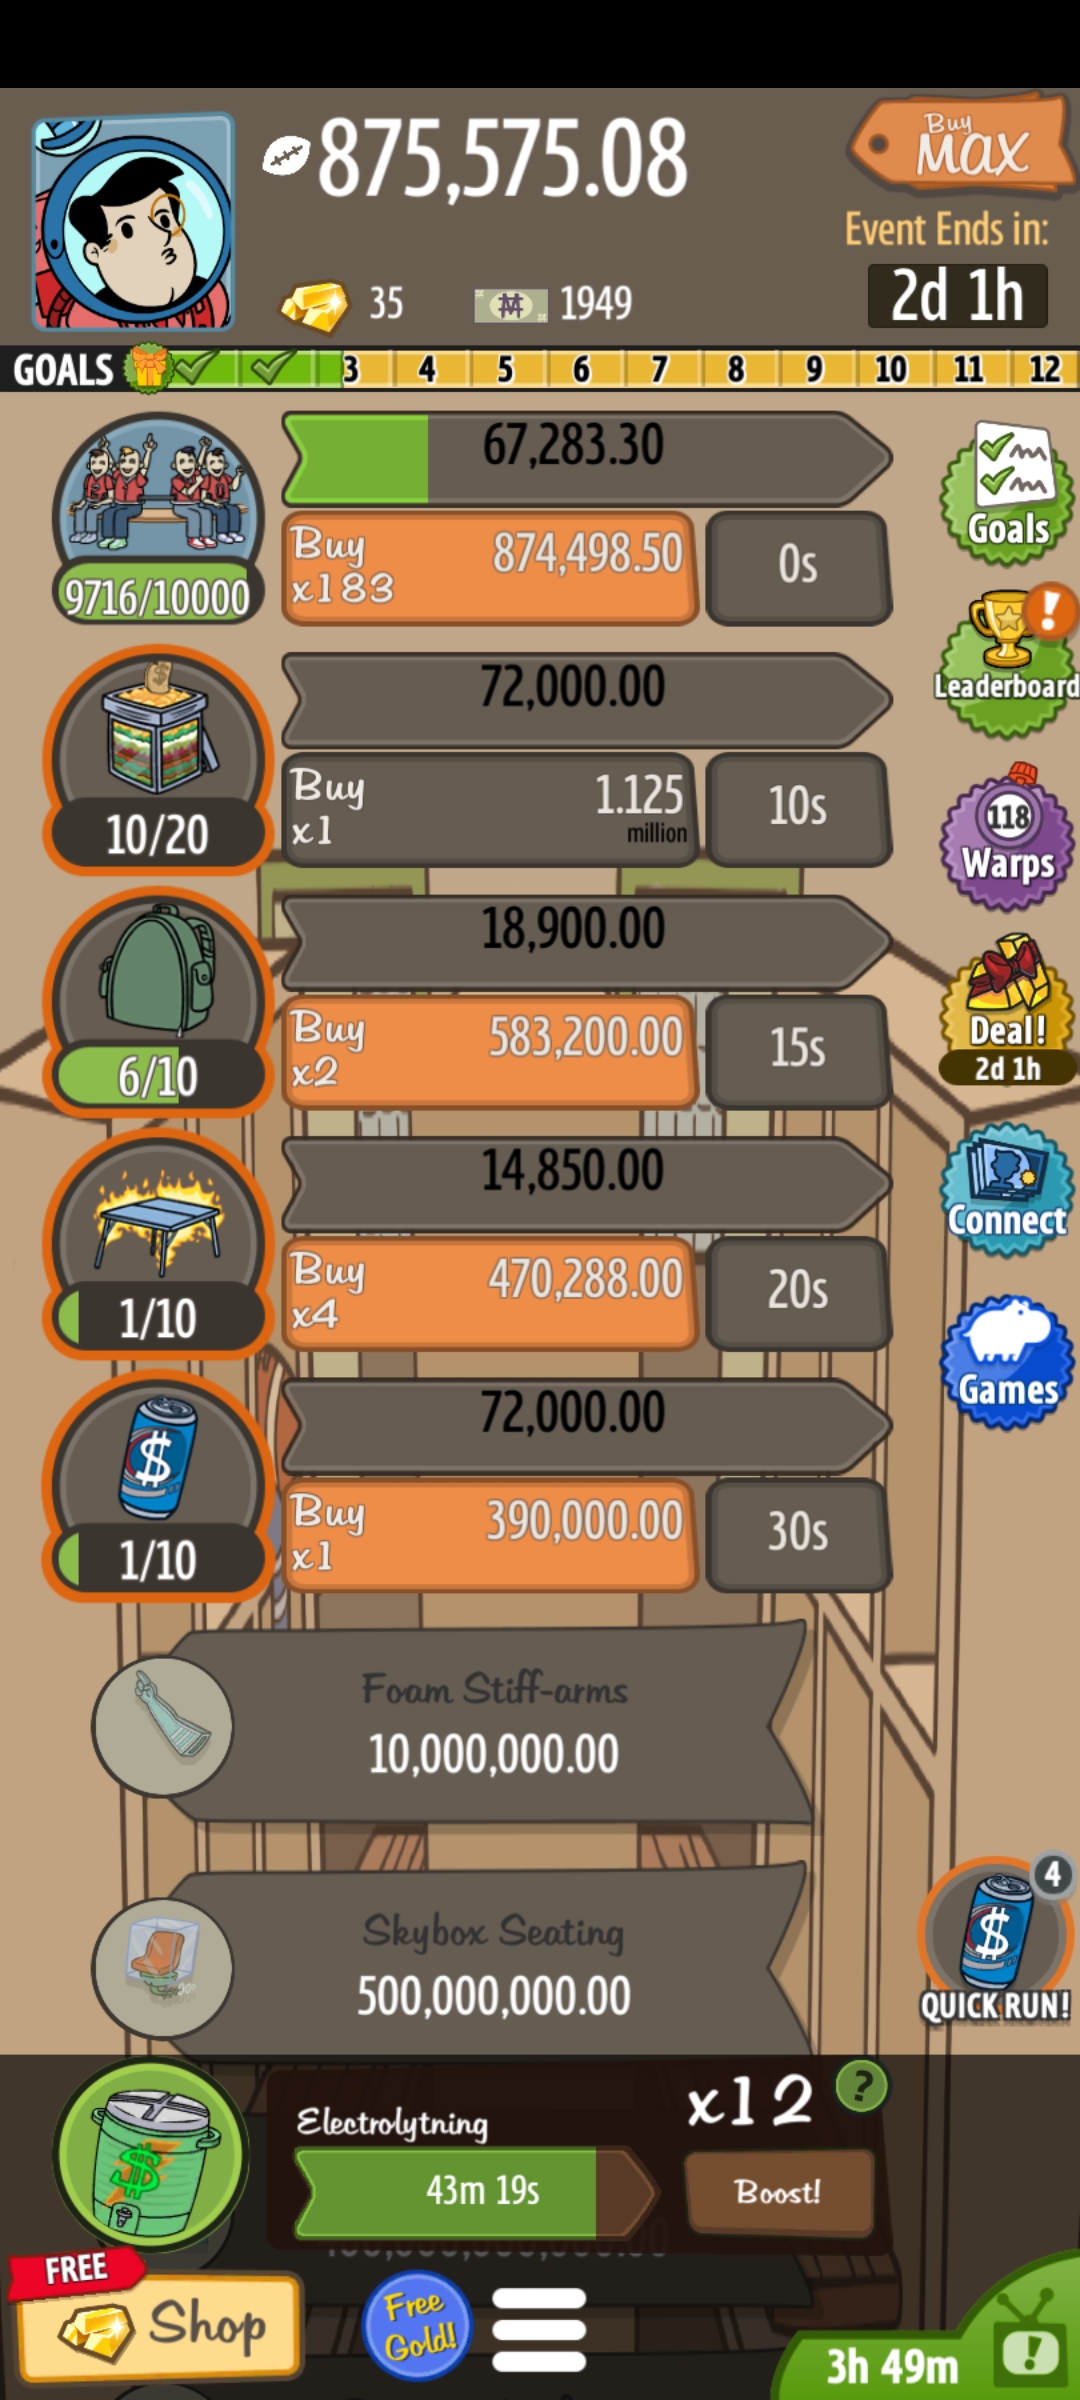 875,575.08
Buy
MAX
Event Ends in:
2d 1h
35
1949
GOALS 3 4 5 6 7 8 9 10 11 12
67,283.30
Buy
x183
874,498.50
0s
9716/10000
Goals
72,000.00
Buy
x1
1.125
million
10s
10/20
Leaderboard
118
Warps
18,900.00
Buy
x2
583,200.00
15s
6/10
Deal!
2d 1h
14,850.00
Buy
x4
470,288.00
20s
1/10
Connect
72,000.00
Buy
x1
390,000.00
30s
1/10
Games
Foam Stiff-arms
10,000,000.00
Skybox Seating
500,000,000.00
4
QUICK RUN!
Electrolytning
x12
?
43m 19s
Boost!
FREE
Shop
Free
Gold!
3h 49m